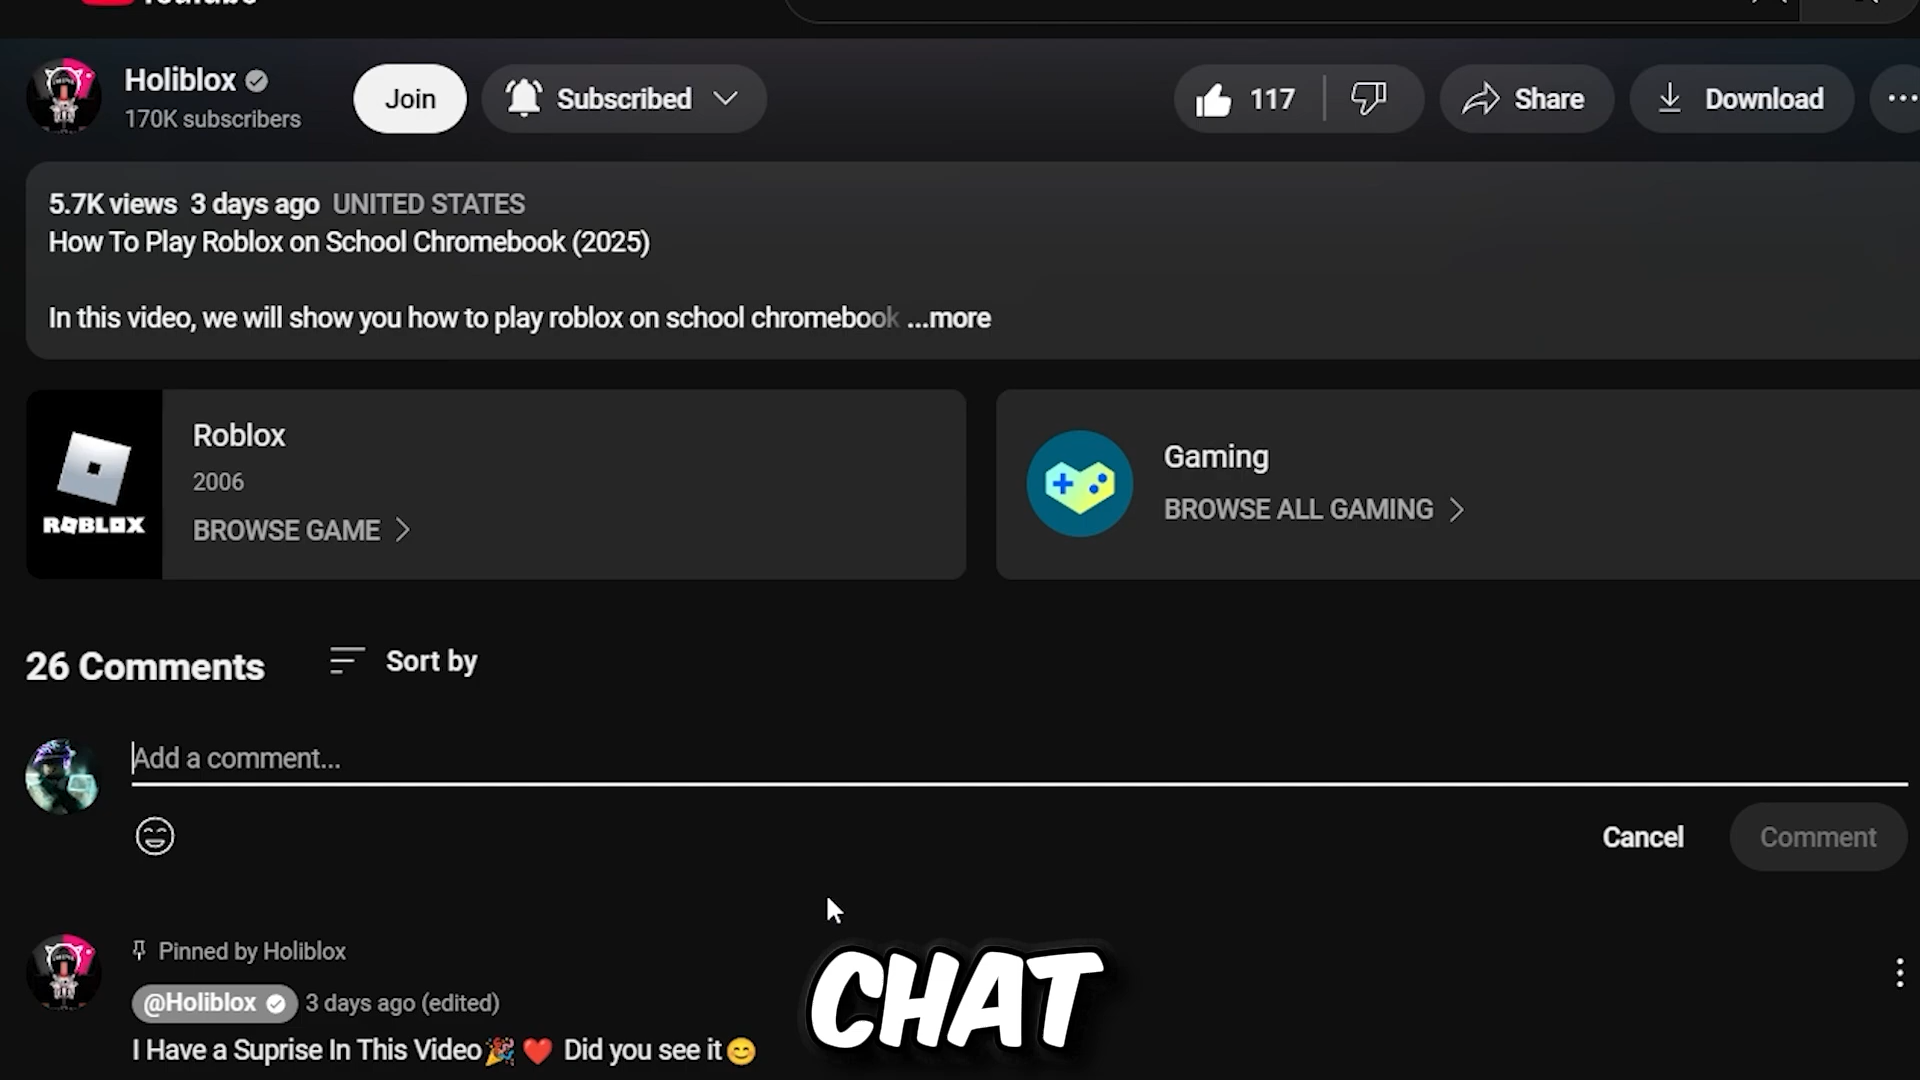 YouTube
Holiblox
170K subscribers
Join
Subscribed
117
Share
Download
5.7K views 3 days ago UNITED STATES
How To Play Roblox on School Chromebook (2025)
In this video, we will show you how to play roblox on school chromebook ...more
ROBLOX
Roblox
2006
BROWSE GAME
Gaming
BROWSE ALL GAMING
26 Comments
Sort by
Add a comment...
Cancel
Comment
Pinned by Holiblox
@Holiblox 3 days ago (edited)
I Have a Suprise In This Video🎉❤️ Did you see it😊
CHAT